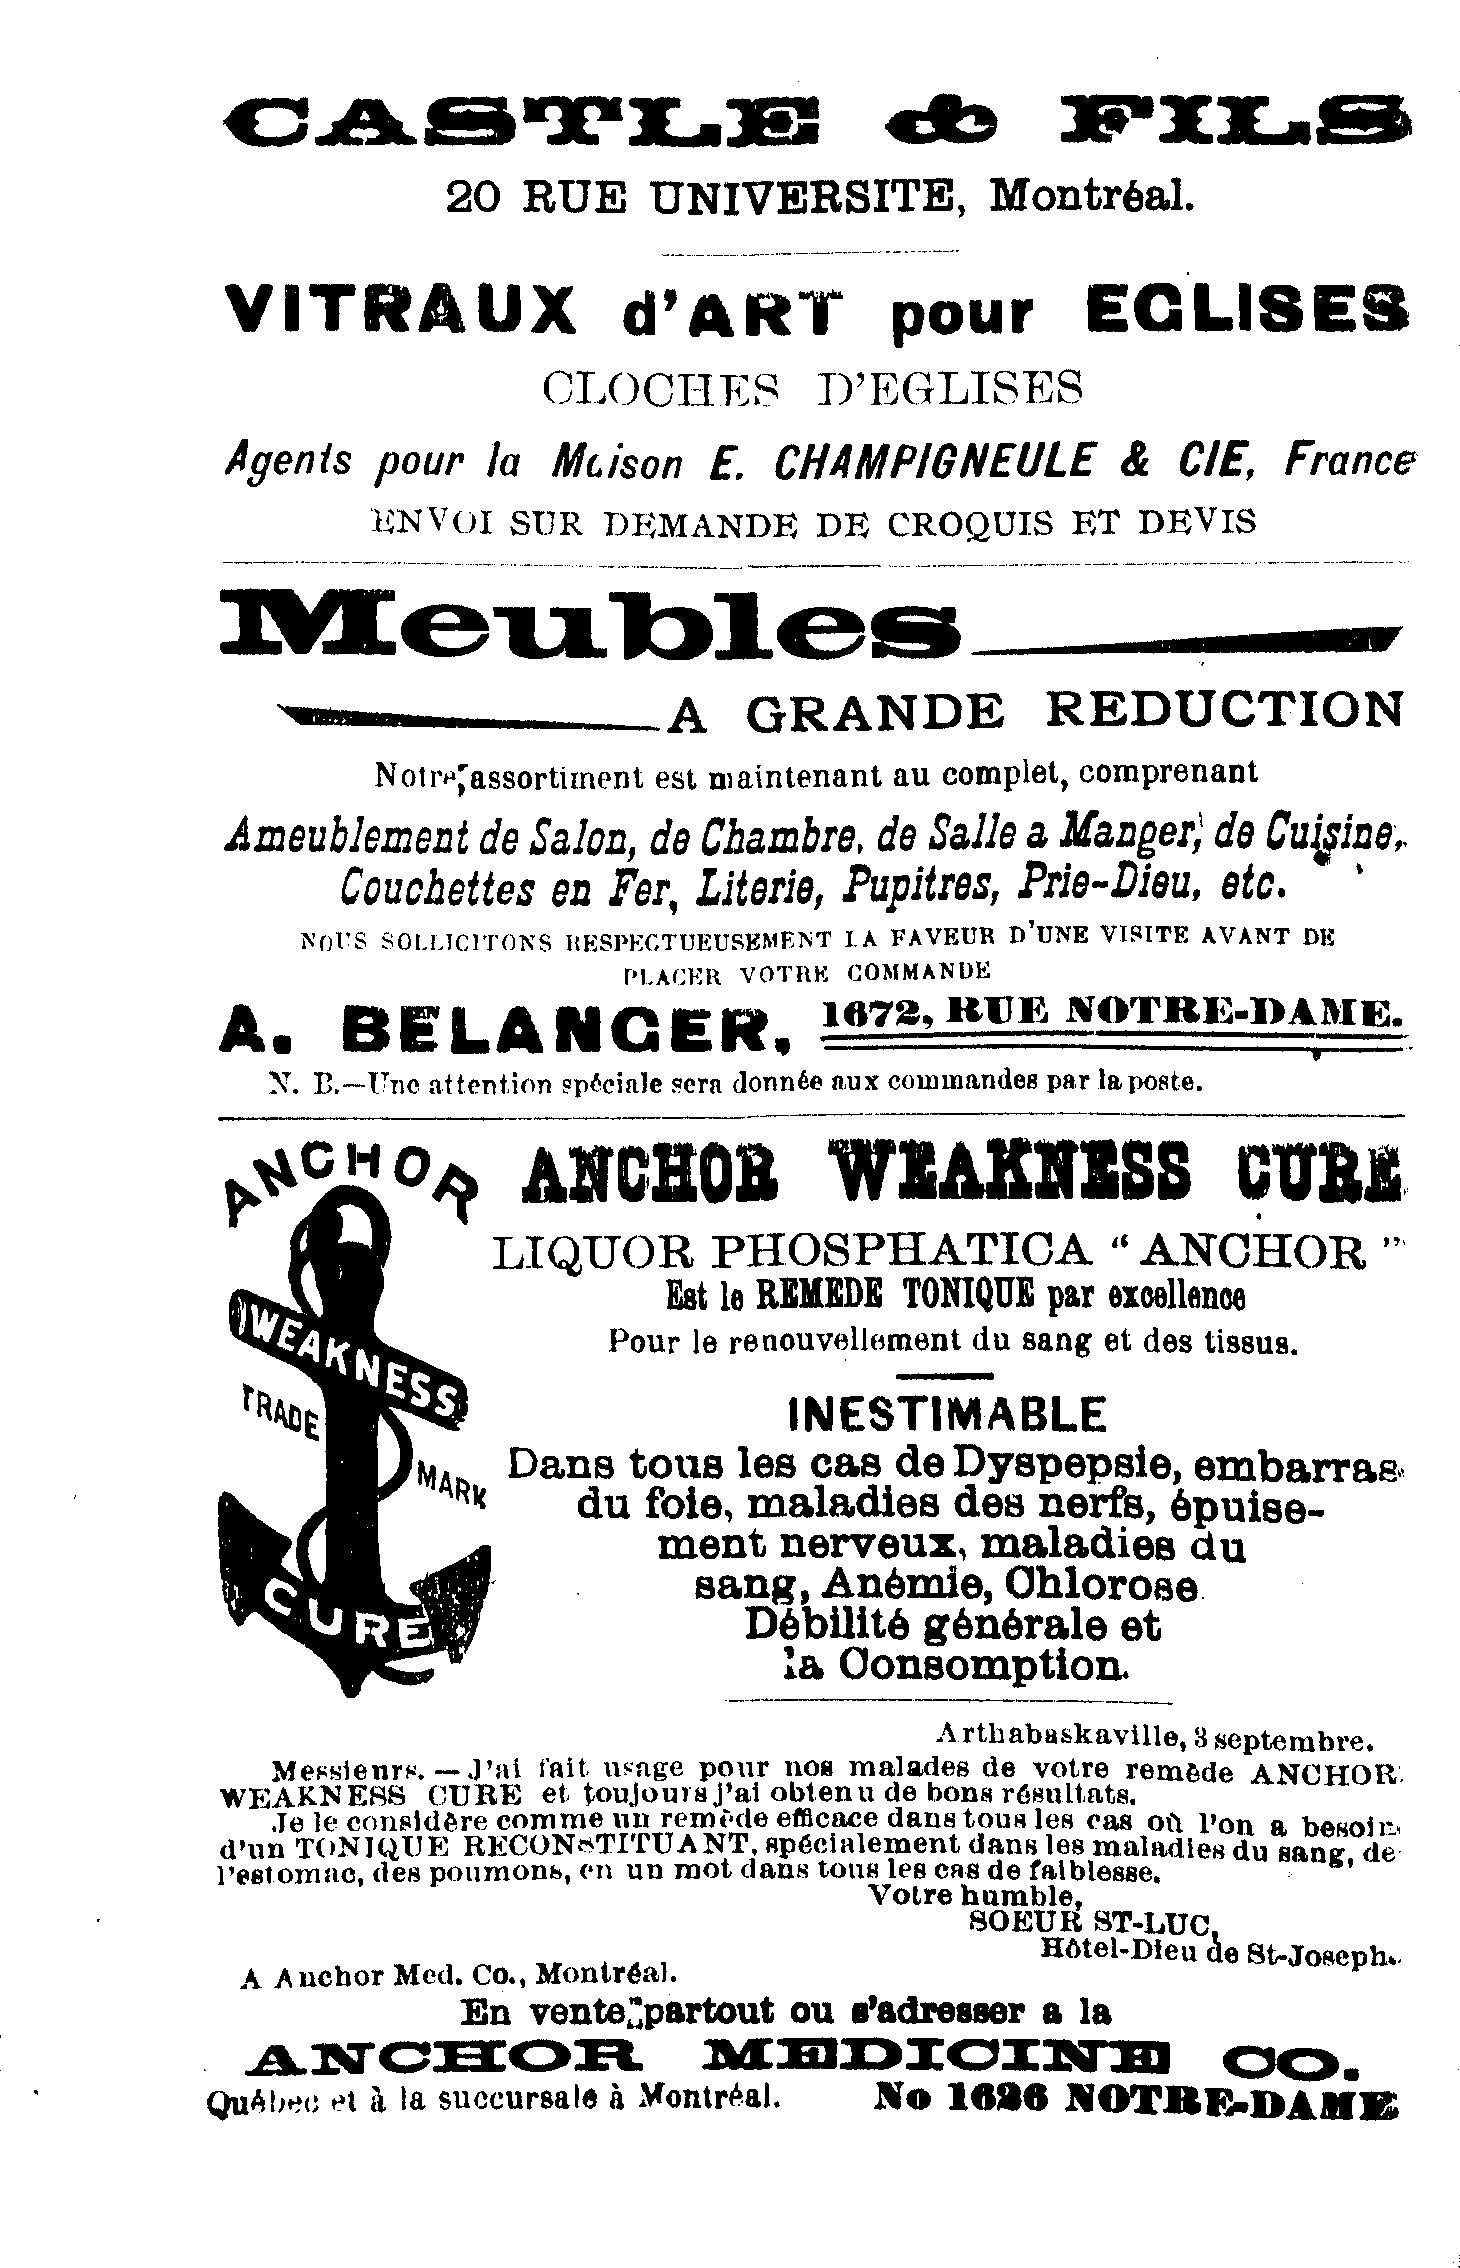 CASTLE & FILS
20 RUE UNIVERSITE, Montréal.
VITRAUX d'ART pour EGLISES
CLOCHES D'EGLISES
Agents pour la Maison E. CHAMPIGNEULE & CIE, France
ENVOI SUR DEMANDE DE CROQUIS ET DEVIS
Meubles
A GRANDE REDUCTION
Notre assortiment est maintenant au complet, comprenant
Ameublement de Salon, de Chambre, de Salle a Manger, de Cuisine,
Couchettes en Fer, Literie, Pupitres, Prie-Dieu, etc.
NOUS SOLLICITONS RESPECTUEUSEMENT LA FAVEUR D'UNE VISITE AVANT DE
PLACER VOTRE COMMANDE
A. BELANGER, 1672, RUE NOTRE-DAME.
N. B.—Une attention spéciale sera donnée aux commandes par la poste.
ANCHOR
WEAKNESS
TRADE MARK
CURE
ANCHOR WEAKNESS CURE
LIQUOR PHOSPHATICA "ANCHOR"
Est le REMEDE TONIQUE par excellence
Pour le renouvellement du sang et des tissus.
INESTIMABLE
Dans tous les cas de Dyspepsie, embarras
du foie, maladies des nerfs, épuise-
ment nerveux, maladies du
sang, Anémie, Chlorose
Débilité générale et
la Consomption.
Arthabaskaville, 3 septembre.
Messieurs. — J'ai fait usage pour nos malades de votre remède ANCHOR
WEAKNESS CURE et toujours j'ai obtenu de bons résultats.
Je le considère comme un remède efficace dans tous les cas où l'on a besoin
d'un TONIQUE RECONSTITUANT, spécialement dans les maladies du sang, de
l'estomac, des poumons, en un mot dans tous les cas de faiblesse.
Votre humble,
SOEUR ST-LUC,
Hôtel-Dieu de St-Joseph.
A Anchor Med. Co., Montréal.
En vente partout ou s'adresser a la
ANCHOR MEDICINE CO.
Québec et à la succursale à Montréal. No 1626 NOTRE-DAME